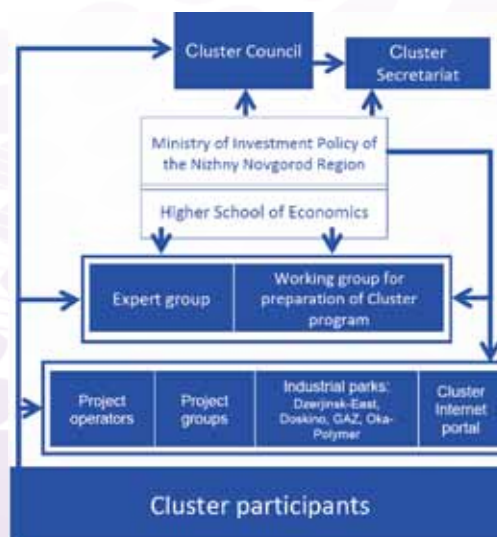 Cluster Council
Cluster
Secretariat
Ministry of Investment Policy of
the Nizhny Novgorod Region
Higher School of Economics
Expert group
Working group for
preparation of Cluster
program
Project
operators
Project
groups
Industrial parks:
Dzerjinsk-East,
Doskino, GAZ, Oka-
Polymer
Cluster
Internet
portal
Cluster participants